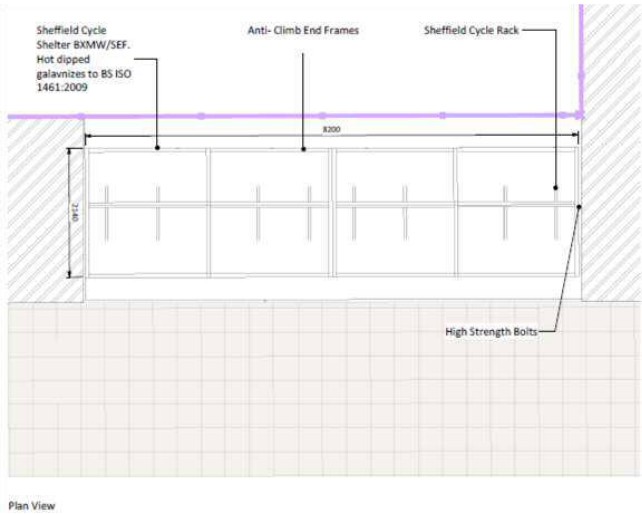 Sheffield Cycle
Shelter BXMW/SEF.
Hot dipped
galavnizes to BS ISO
1461:2009
Anti- Climb End Frames
Sheffield Cycle Rack
8200
2140
High Strength Bolts
Plan View